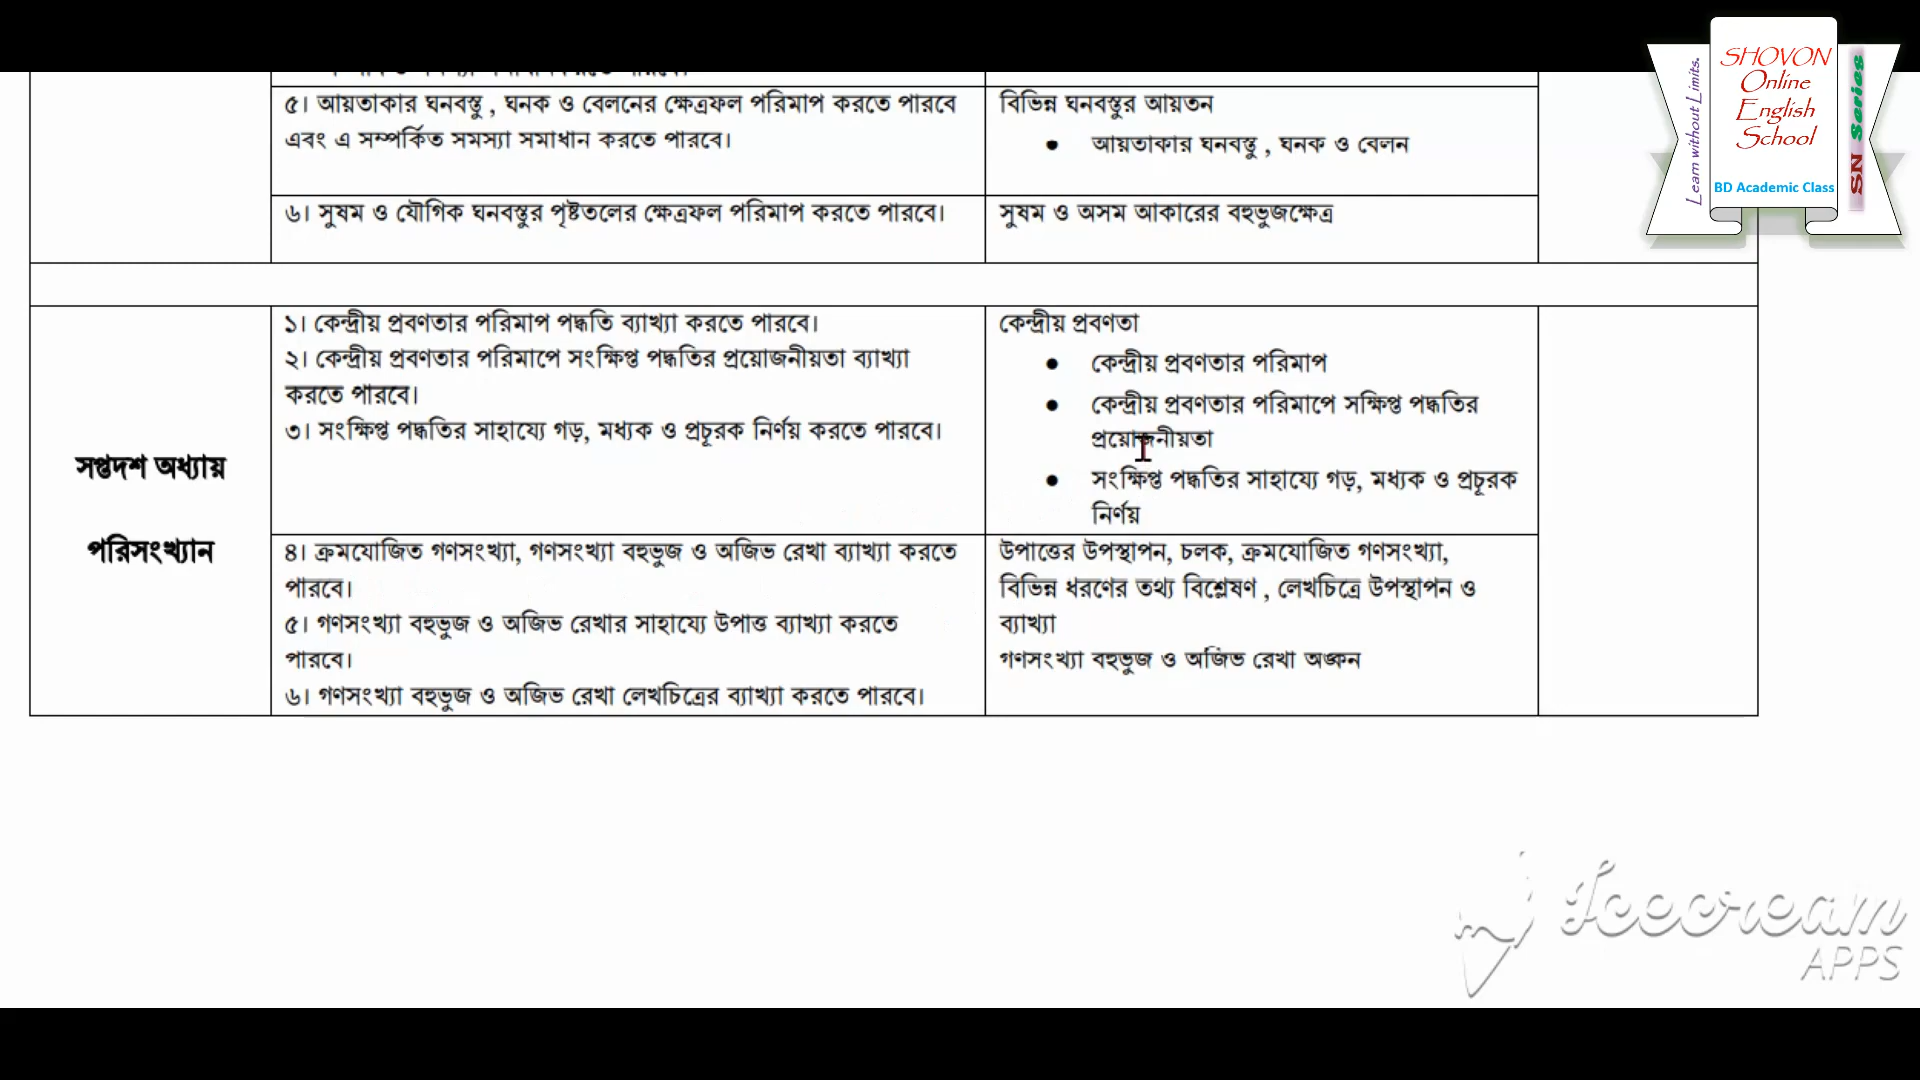 ৫। আয়তাকার ঘনবস্তু , ঘনক ও বেলনের ক্ষেত্রফল পরিমাপ করতে পারবে
এবং এ সম্পর্কিত সমস্যা সমাধান করতে পারবে।
বিভিন্ন ঘনবস্তুর আয়তন
● আয়তাকার ঘনবস্তু , ঘনক ও বেলন
৬। সুষম ও যৌগিক ঘনবস্তুর পৃষ্টতলের ক্ষেত্রফল পরিমাপ করতে পারবে।
সুষম ও অসম আকারের বহুভুজক্ষেত্র
সপ্তদশ অধ্যায়
পরিসংখ্যান
১। কেন্দ্রীয় প্রবণতার পরিমাপ পদ্ধতি ব্যাখ্যা করতে পারবে।
২। কেন্দ্রীয় প্রবণতার পরিমাপে সংক্ষিপ্ত পদ্ধতির প্রয়োজনীয়তা ব্যাখ্যা
করতে পারবে।
৩। সংক্ষিপ্ত পদ্ধতির সাহায্যে গড়, মধ্যক ও প্রচূরক নির্ণয় করতে পারবে।
কেন্দ্রীয় প্রবণতা
● কেন্দ্রীয় প্রবণতার পরিমাপ
● কেন্দ্রীয় প্রবণতার পরিমাপে সক্ষিপ্ত পদ্ধতির
প্রয়োজনীয়তা
● সংক্ষিপ্ত পদ্ধতির সাহায্যে গড়, মধ্যক ও প্রচূরক
নির্ণয়
৪। ক্রমযোজিত গণসংখ্যা, গণসংখ্যা বহুভুজ ও অজিভ রেখা ব্যাখ্যা করতে
পারবে।
৫। গণসংখ্যা বহুভুজ ও অজিভ রেখার সাহায্যে উপাত্ত ব্যাখ্যা করতে
পারবে।
৬। গণসংখ্যা বহুভুজ ও অজিভ রেখা লেখচিত্রের ব্যাখ্যা করতে পারবে।
উপাত্তের উপস্থাপন, চলক, ক্রমযোজিত গণসংখ্যা,
বিভিন্ন ধরণের তথ্য বিশ্লেষণ , লেখচিত্রে উপস্থাপন ও
ব্যাখ্যা
গণসংখ্যা বহুভুজ ও অজিভ রেখা অঙ্কন
Learn without Limits.
SHOVON
Online
English
School
BD Academic Class
SN Series
Icecream
APPS